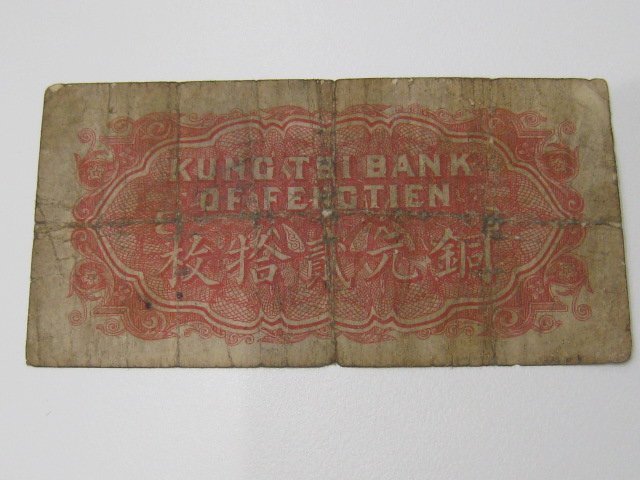 KUNG TSI BANK
OF FENGTIEN
銅元貳拾枚